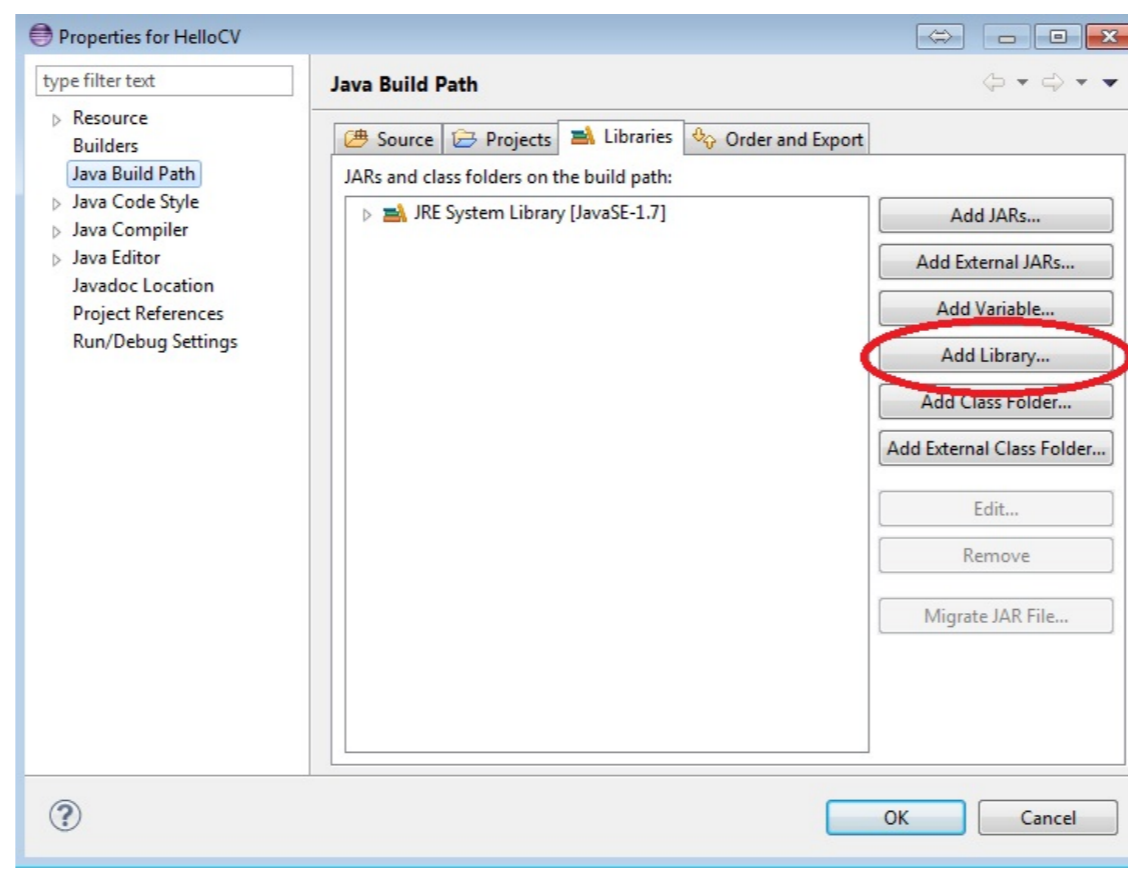 Properties for HelloCV
type filter text
Resource
Builders
Java Build Path
Java Code Style
Java Compiler
Java Editor
Javadoc Location
Project References
Run/Debug Settings
Java Build Path
Source Projects Libraries Order and Export
JARs and class folders on the build path:
JRE System Library [JavaSE-1.7]
Add JARs...
Add External JARs...
Add Variable...
Add Library...
Add Class Folder...
Add External Class Folder...
Edit...
Remove
Migrate JAR File...
?
OK Cancel